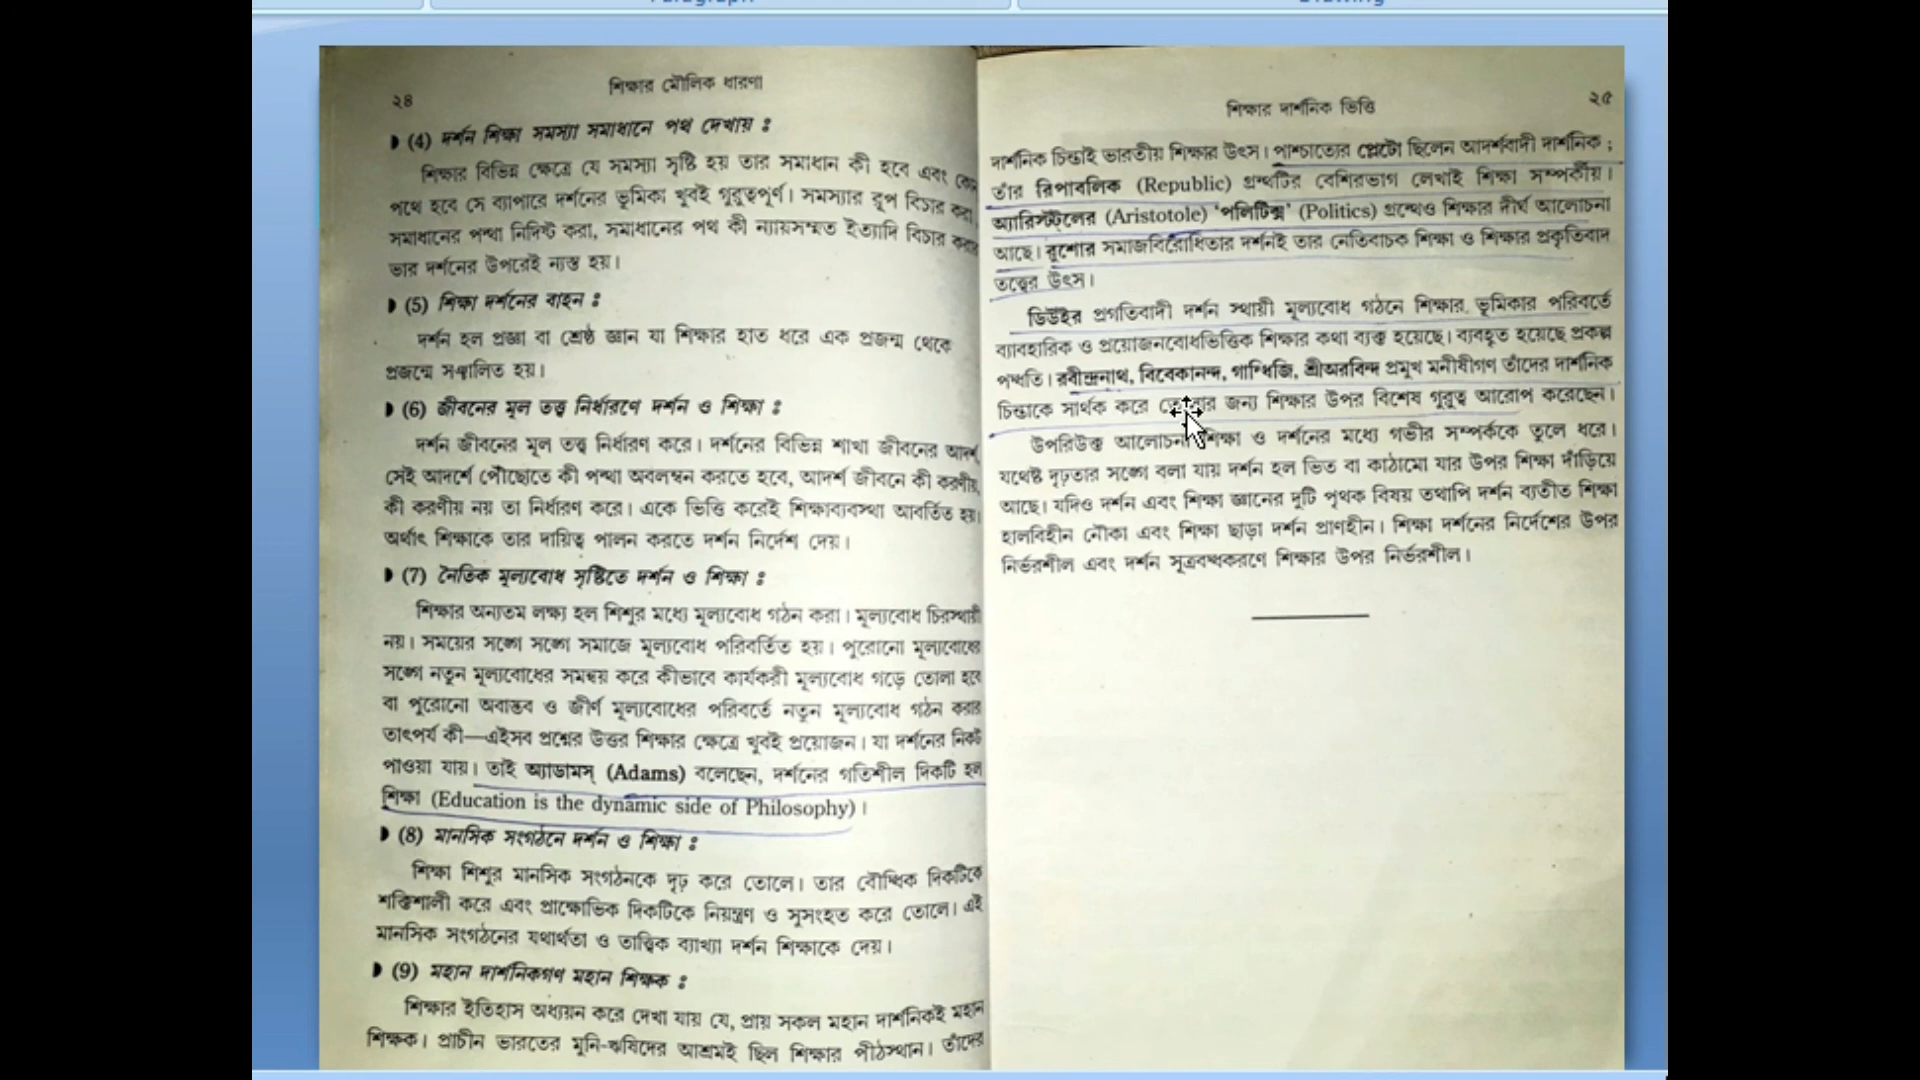 শিক্ষার মৌলিক ধারণা
২৪
(4) দর্শন শিক্ষা সমস্যা সমাধানে পথ দেখায় :
শিক্ষার বিভিন্ন ক্ষেত্রে যে সমস্যা সৃষ্টি হয় তার সমাধান কী হবে এবং কোন
পথে হবে সে ব্যাপারে দর্শনের ভূমিকা খুবই গুরুত্বপূর্ণ। সমস্যার রূপ বিচার করা,
সমাধানের পন্থা নির্দিষ্ট করা, সমাধানের পথ কী ন্যায়সম্মত ইত্যাদি বিচার করার
ভার দর্শনের উপরেই ন্যস্ত হয়।
(5) শিক্ষা দর্শনের বাহন :
দর্শন হল প্রজ্ঞা বা শ্রেষ্ঠ জ্ঞান যা শিক্ষার হাত ধরে এক প্রজন্ম থেকে
প্রজন্মে সঞ্চালিত হয়।
(6) জীবনের মূল তত্ত্ব নির্ধারণে দর্শন ও শিক্ষা :
দর্শন জীবনের মূল তত্ত্ব নির্ধারণ করে। দর্শনের বিভিন্ন শাখা জীবনের আদর্শ,
সেই আদর্শে পৌঁছোতে কী পন্থা অবলম্বন করতে হবে, আদর্শ জীবনে কী করণীয়,
কী করণীয় নয় তা নির্ধারণ করে। একে ভিত্তি করেই শিক্ষাব্যবস্থা আবর্তিত হয়।
অর্থাৎ শিক্ষাকে তার দায়িত্ব পালন করতে দর্শন নির্দেশ দেয়।
(7) নৈতিক মূল্যবোধ সৃষ্টিতে দর্শন ও শিক্ষা :
শিক্ষার অন্যতম লক্ষ্য হল শিশুর মধ্যে মূল্যবোধ গঠন করা। মূল্যবোধ চিরস্থায়ী
নয়। সময়ের সঙ্গে সঙ্গে সমাজে মূল্যবোধ পরিবর্তিত হয়। পুরোনো মূল্যবোধের
সঙ্গে নতুন মূল্যবোধের সমন্বয় করে কীভাবে কার্যকরী মূল্যবোধ গড়ে তোলা হবে
বা পুরোনো অবাস্তব ও জীর্ণ মূল্যবোধের পরিবর্তে নতুন মূল্যবোধ গঠন করার
তাৎপর্য কী—এইসব প্রশ্নের উত্তর শিক্ষার ক্ষেত্রে খুবই প্রয়োজন। যা দর্শনের নিকট
পাওয়া যায়। তাই অ্যাডামস্ (Adams) বলেছেন, দর্শনের গতিশীল দিকটি হল
শিক্ষা (Education is the dynamic side of Philosophy)।
(8) মানসিক সংগঠনে দর্শন ও শিক্ষা :
শিক্ষা শিশুর মানসিক সংগঠনকে দৃঢ় করে তোলে। তার বৌদ্ধিক দিকটিকে
শক্তিশালী করে এবং প্রাক্ষোভিক দিকটিকে নিয়ন্ত্রণ ও সুসংহত করে তোলে। এই
মানসিক সংগঠনের যথার্থতা ও তাত্ত্বিক ব্যাখ্যা দর্শন শিক্ষাকে দেয়।
(9) মহান দার্শনিকগণ মহান শিক্ষক :
শিক্ষার ইতিহাস অধ্যয়ন করে দেখা যায় যে, প্রায় সকল মহান দার্শনিকই মহান
শিক্ষক। প্রাচীন ভারতের মুনি-ঋষিদের আশ্রমই ছিল শিক্ষার পীঠস্থান। তাঁদের
শিক্ষার দার্শনিক ভিত্তি
২৫
দার্শনিক চিন্তাই ভারতীয় শিক্ষার উৎস। পাশ্চাত্যের প্লেটো ছিলেন আদর্শবাদী দার্শনিক ;
তাঁর রিপাবলিক (Republic) গ্রন্থটির বেশিরভাগ লেখাই শিক্ষা সম্পর্কীয়।
অ্যারিস্টট্‌লের (Aristotole) ‘পলিটিক্স’ (Politics) গ্রন্থেও শিক্ষার দীর্ঘ আলোচনা
আছে। রুশোর সমাজবিরোধিতার দর্শনই তার নেতিবাচক শিক্ষা ও শিক্ষার প্রকৃতিবাদ
তত্ত্বের উৎস।
ডিউইর প্রগতিবাদী দর্শন স্থায়ী মূল্যবোধ গঠনে শিক্ষার ভূমিকার পরিবর্তে
ব্যাবহারিক ও প্রয়োজনবোধভিত্তিক শিক্ষার কথা ব্যক্ত হয়েছে। ব্যবহৃত হয়েছে প্রকল্প
পদ্ধতি। রবীন্দ্রনাথ, বিবেকানন্দ, গান্ধিজি, শ্রীঅরবিন্দ প্রমুখ মনীষীগণ তাঁদের দার্শনিক
চিন্তাকে সার্থক করে তোলার জন্য শিক্ষার উপর বিশেষ গুরুত্ব আরোপ করেছেন।
উপরিউক্ত আলোচনা শিক্ষা ও দর্শনের মধ্যে গভীর সম্পর্ককে তুলে ধরে।
যথেষ্ট দৃঢ়তার সঙ্গে বলা যায় দর্শন হল ভিত বা কাঠামো যার উপর শিক্ষা দাঁড়িয়ে
আছে। যদিও দর্শন এবং শিক্ষা জ্ঞানের দুটি পৃথক বিষয় তথাপি দর্শন ব্যতীত শিক্ষা
হালবিহীন নৌকা এবং শিক্ষা ছাড়া দর্শন প্রাণহীন। শিক্ষা দর্শনের নির্দেশের উপর
নির্ভরশীল এবং দর্শন সূত্রবদ্ধকরণে শিক্ষার উপর নির্ভরশীল।